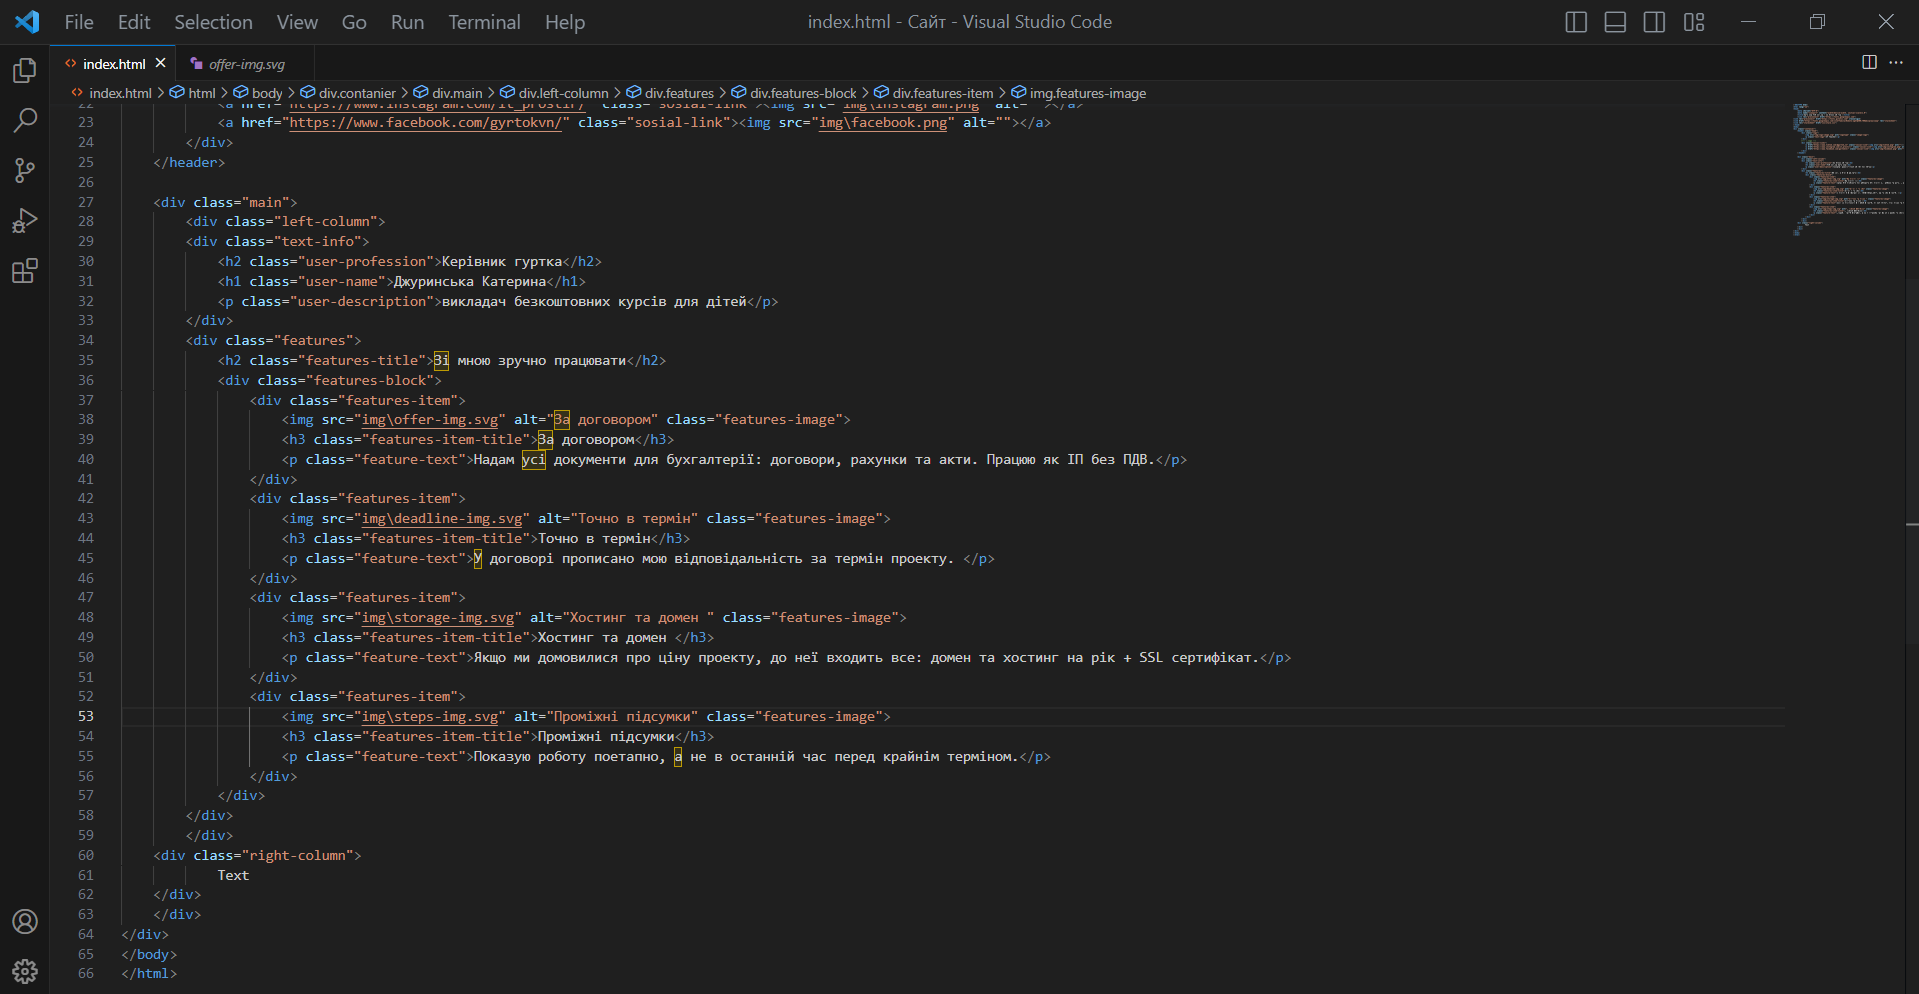 File Edit Selection View Go Run Terminal Help index.html - Сайт - Visual Studio Code
index.html offer-img.svg
index.html > html > body > div.contanier > div.main > div.left-column > div.features > div.features-block > div.features-item > img.features-image
22 <a href="https://www.instagram.com/it_prostir/" class="sosial-link"><img src="img\instagram.png" alt=""></a>
23 <a href="https://www.facebook.com/gyrtokvn/" class="sosial-link"><img src="img\facebook.png" alt=""></a>
24 </div>
25 </header>
26
27 <div class="main">
28 <div class="left-column">
29 <div class="text-info">
30 <h2 class="user-profession">Керівник гуртка</h2>
31 <h1 class="user-name">Джуринська Катерина</h1>
32 <p class="user-description">викладач безкоштовних курсів для дітей</p>
33 </div>
34 <div class="features">
35 <h2 class="features-title">Зі мною зручно працювати</h2>
36 <div class="features-block">
37 <div class="features-item">
38 <img src="img\offer-img.svg" alt="За договором" class="features-image">
39 <h3 class="features-item-title">За договором</h3>
40 <p class="feature-text">Надам усі документи для бухгалтерії: договори, рахунки та акти. Працюю як ІП без ПДВ.</p>
41 </div>
42 <div class="features-item">
43 <img src="img\deadline-img.svg" alt="Точно в термін" class="features-image">
44 <h3 class="features-item-title">Точно в термін</h3>
45 <p class="feature-text">У договорі прописано мою відповідальність за термін проекту. </p>
46 </div>
47 <div class="features-item">
48 <img src="img\storage-img.svg" alt="Хостинг та домен " class="features-image">
49 <h3 class="features-item-title">Хостинг та домен </h3>
50 <p class="feature-text">Якщо ми домовилися про ціну проекту, до неї входить все: домен та хостинг на рік + SSL сертифікат.</p>
51 </div>
52 <div class="features-item">
53 <img src="img\steps-img.svg" alt="Проміжні підсумки" class="features-image">
54 <h3 class="features-item-title">Проміжні підсумки</h3>
55 <p class="feature-text">Показую роботу поетапно, а не в останній час перед крайнім терміном.</p>
56 </div>
57 </div>
58 </div>
59 </div>
60 <div class="right-column">
61 Text
62 </div>
63 </div>
64 </div>
65 </body>
66 </html>